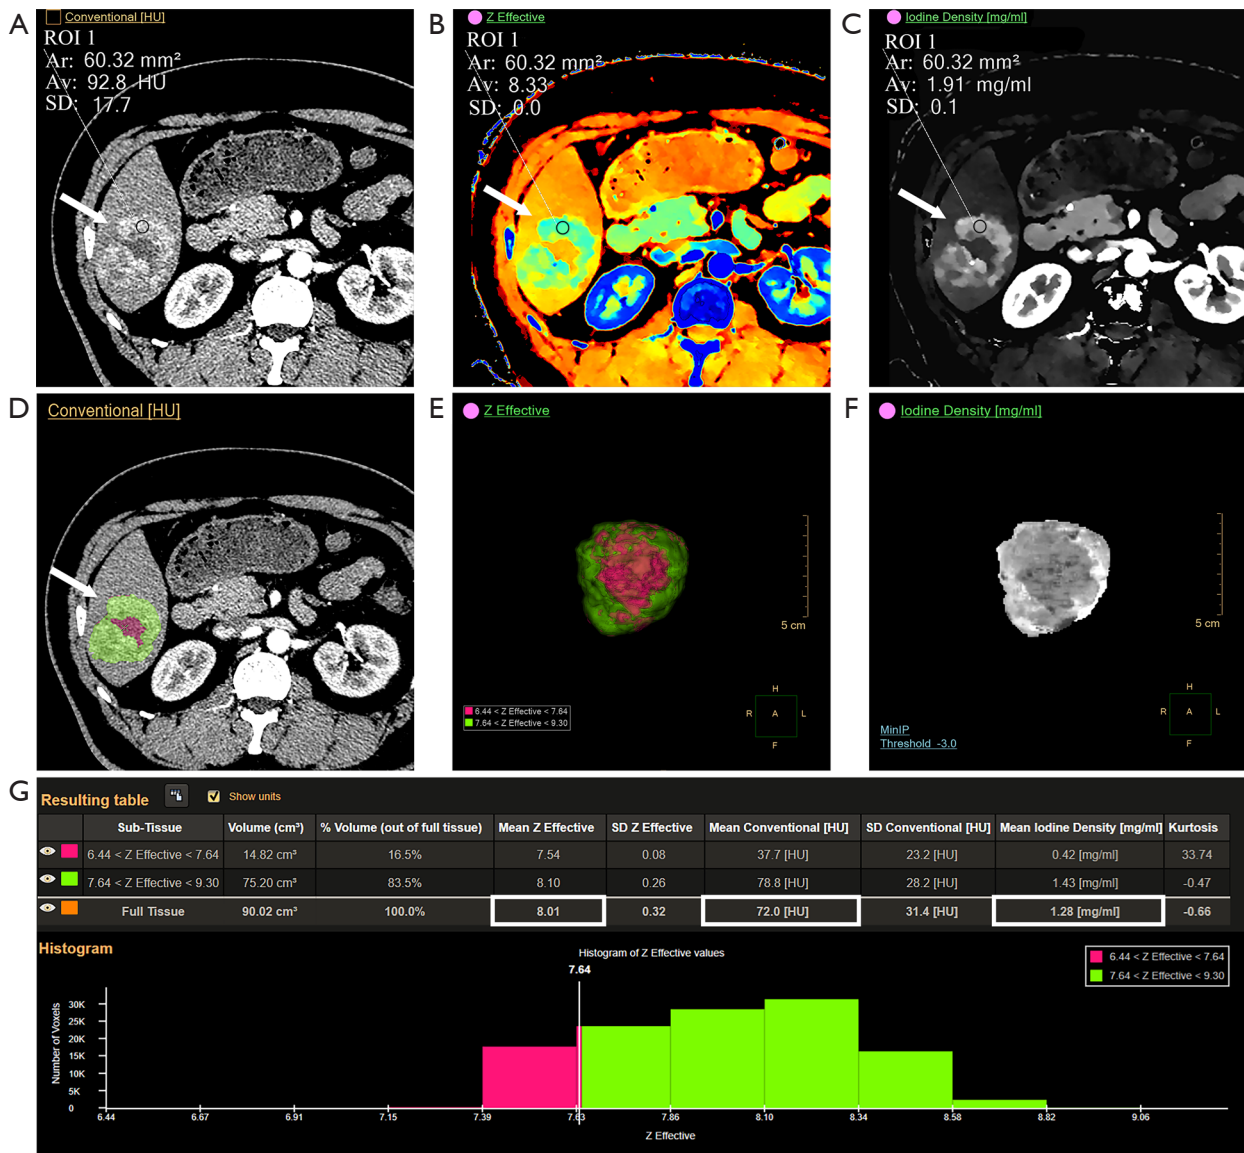 A
Conventional [HU]
ROI 1
Ar: 60.32 mm²
Av: 92.8 HU
SD: 17.7
B
Z Effective
ROI 1
Ar: 60.32 mm²
Av: 8.33
SD: 0.0
C
Iodine Density [mg/ml]
ROI 1
Ar: 60.32 mm²
Av: 1.91 mg/ml
SD: 0.1
D
Conventional [HU]
E
Z Effective
5 cm
H
R A L
F
6.44 < Z Effective < 7.64
7.64 < Z Effective < 9.30
F
Iodine Density [mg/ml]
5 cm
H
R A L
F
MinIP
Threshold -3.0
G
Resulting table Show units
Sub-Tissue Volume (cm³) % Volume (out of full tissue) Mean Z Effective SD Z Effective Mean Conventional [HU] SD Conventional [HU] Mean Iodine Density [mg/ml] Kurtosis
6.44 < Z Effective < 7.64 14.82 cm³ 16.5% 7.54 0.08 37.7 [HU] 23.2 [HU] 0.42 [mg/ml] 33.74
7.64 < Z Effective < 9.30 75.20 cm³ 83.5% 8.10 0.26 78.8 [HU] 28.2 [HU] 1.43 [mg/ml] -0.47
Full Tissue 90.02 cm³ 100.0% 8.01 0.32 72.0 [HU] 31.4 [HU] 1.28 [mg/ml] -0.66
Histogram
Histogram of Z Effective values
7.64
6.44 < Z Effective < 7.64
7.64 < Z Effective < 9.30
Number of Voxels
30K
25K
20K
15K
10K
5K
0
6.44 6.67 6.91 7.15 7.39 7.63 7.86 8.10 8.34 8.58 8.82 9.06
Z Effective